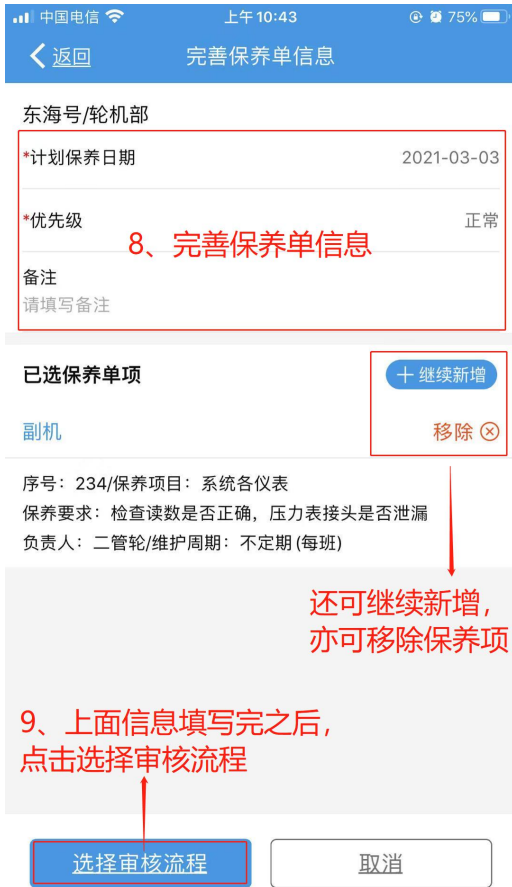 中国电信 上午10:43 75%
返回 完善保养单信息
东海号/轮机部
*计划保养日期 2021-03-03
*优先级 正常
8、完善保养单信息
备注
请填写备注
已选保养单项 +继续新增
副机 移除
序号：234/保养项目：系统各仪表
保养要求：检查读数是否正确，压力表接头是否泄漏
负责人：二管轮/维护周期：不定期(每班)
还可继续新增，
亦可移除保养项
9、上面信息填写完之后，
点击选择审核流程
选择审核流程 取消